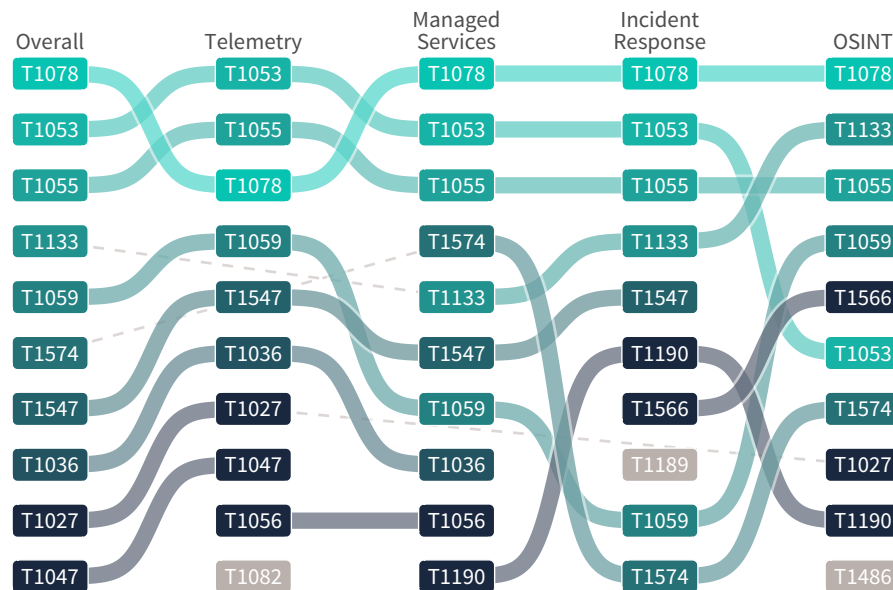 Overall
Telemetry
Managed
Services
Incident
Response
OSINT
T1078
T1053
T1078
T1078
T1078
T1053
T1055
T1053
T1053
T1133
T1055
T1078
T1055
T1055
T1055
T1133
T1059
T1574
T1133
T1059
T1059
T1547
T1133
T1547
T1566
T1574
T1036
T1547
T1190
T1053
T1547
T1027
T1059
T1566
T1574
T1036
T1047
T1036
T1189
T1027
T1027
T1056
T1056
T1059
T1190
T1047
T1082
T1190
T1574
T1486